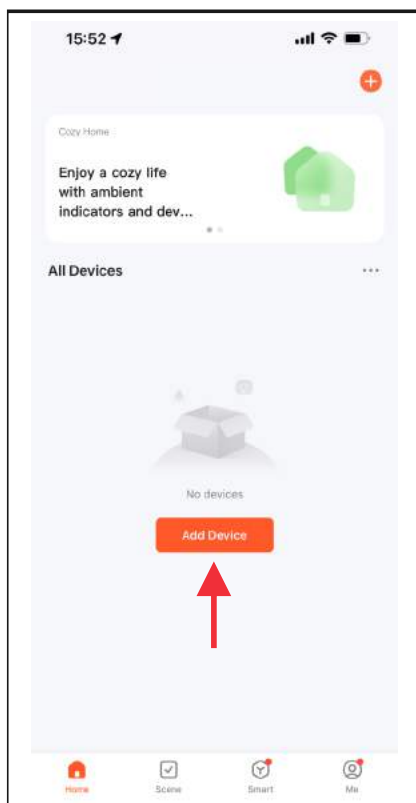 15:52
Cozy Home
Enjoy a cozy life
with ambient
indicators and dev...
All Devices
No devices
Add Device
Home
Scene
Smart
Me